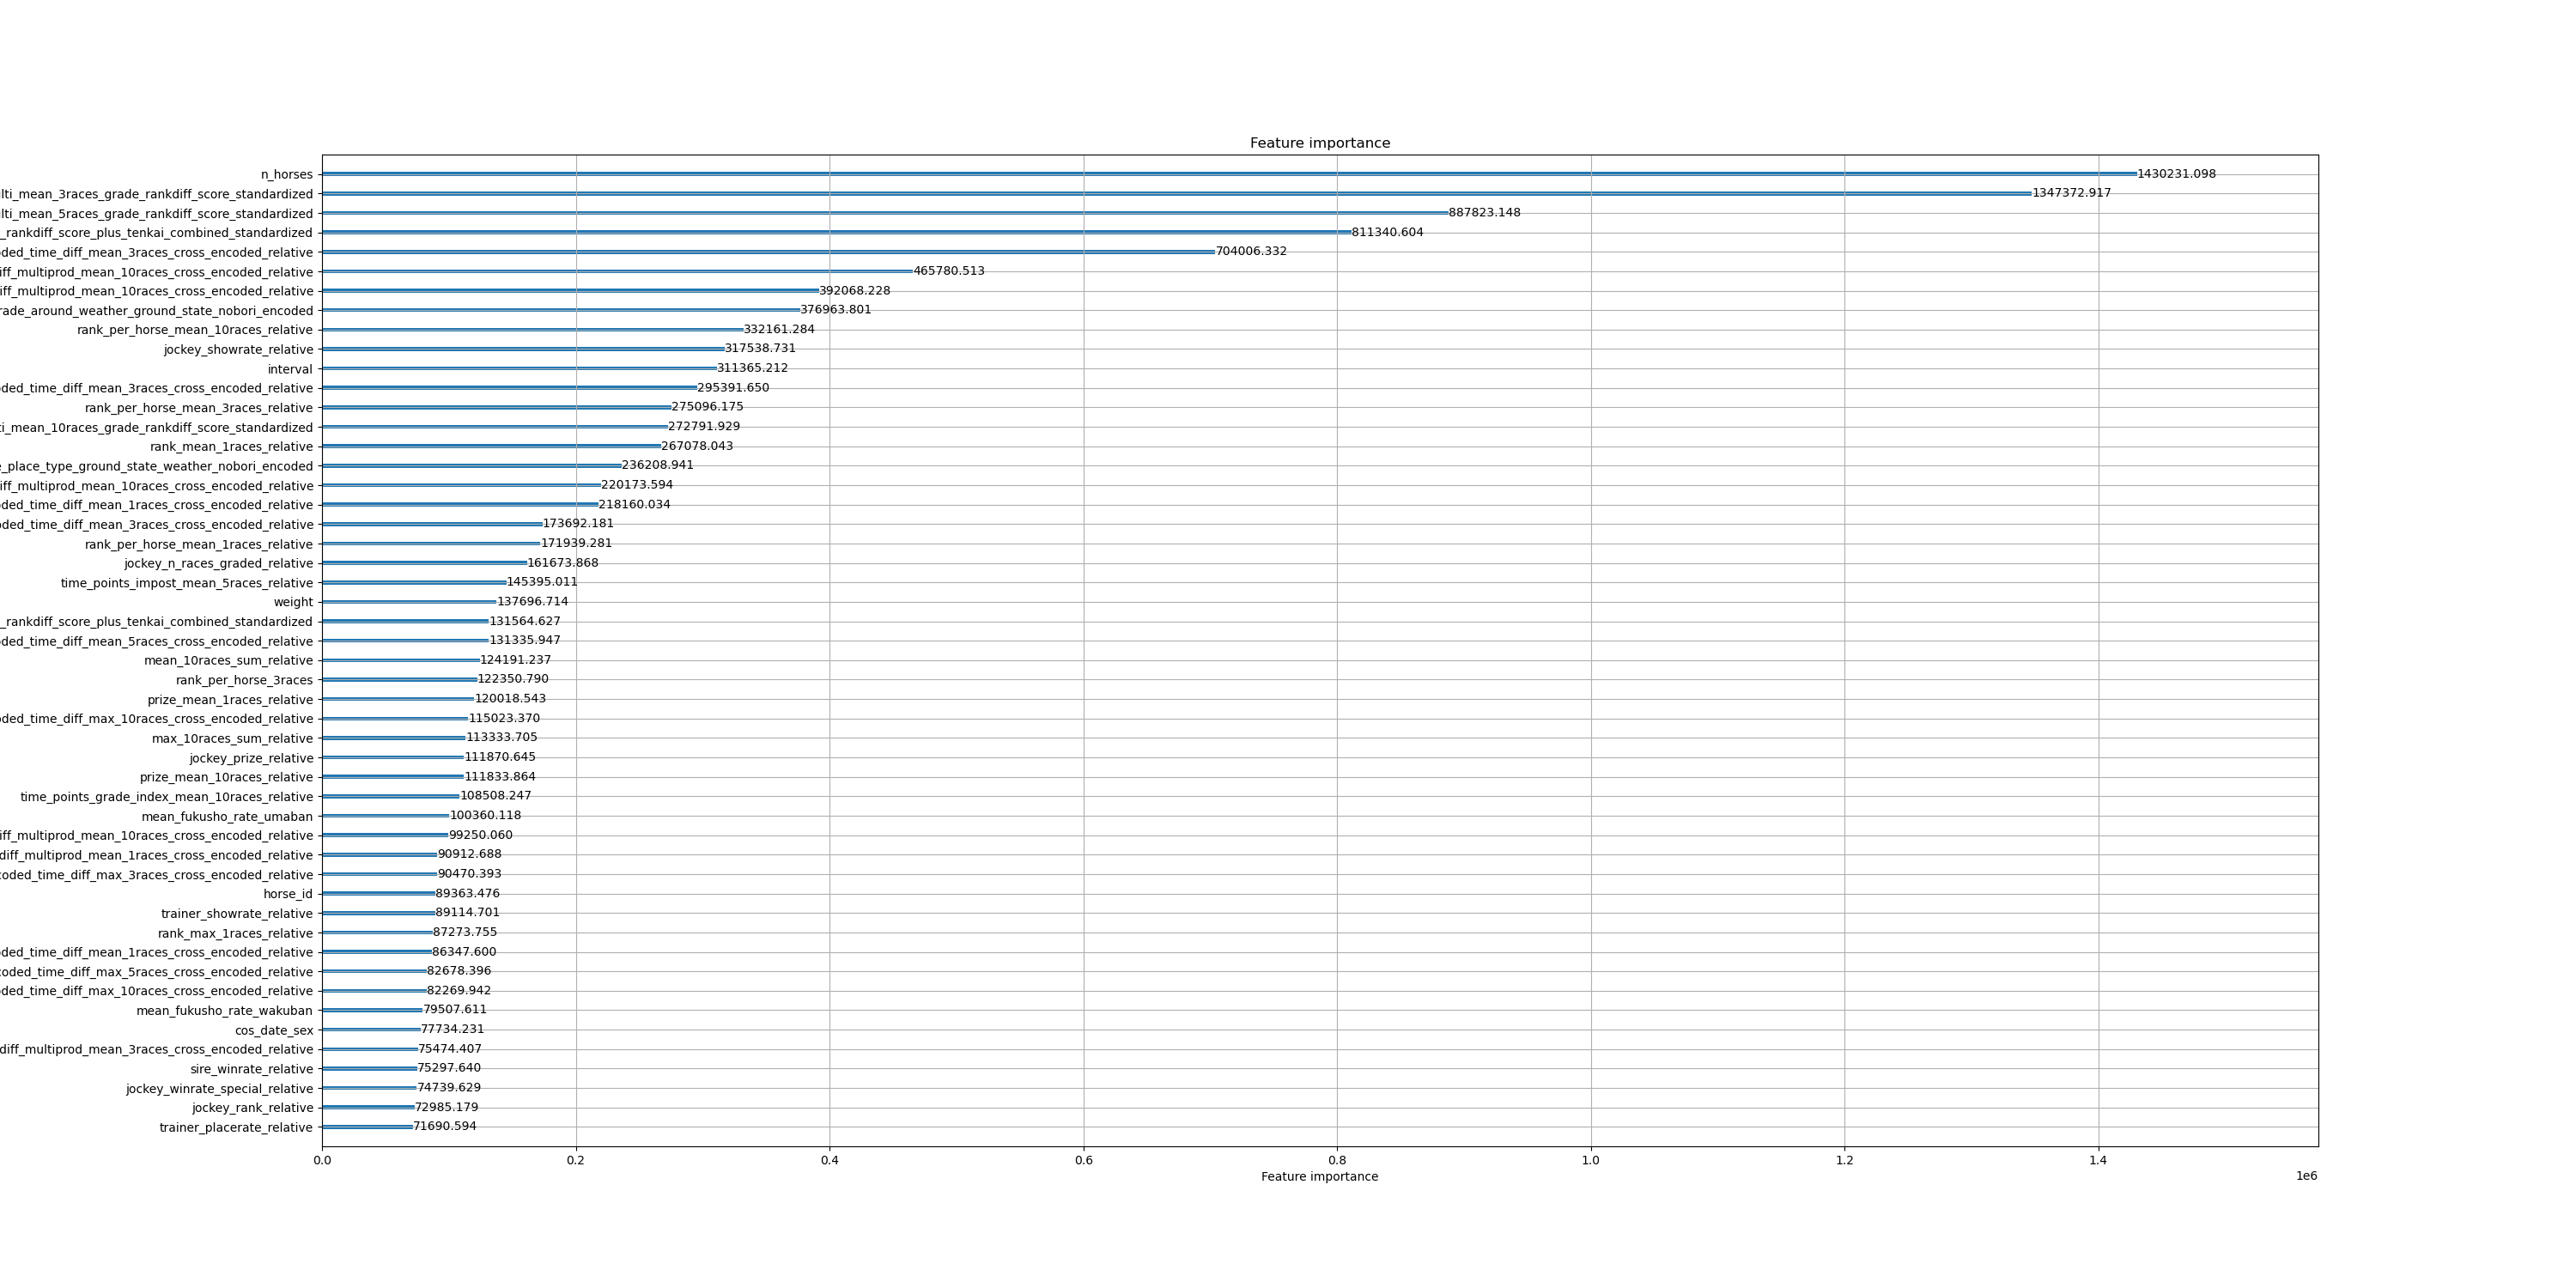 Feature importance
n_horses 1430231.098
lti_mean_3races_grade_rankdiff_score_standardized 1347372.917
lti_mean_5races_grade_rankdiff_score_standardized 887823.148
_rankdiff_score_plus_tenkai_combined_standardized 811340.604
ded_time_diff_mean_3races_cross_encoded_relative 704006.332
iff_multiprod_mean_10races_cross_encoded_relative 465780.513
iff_multiprod_mean_10races_cross_encoded_relative 392068.228
rade_around_weather_ground_state_nobori_encoded 376963.801
rank_per_horse_mean_10races_relative 332161.284
jockey_showrate_relative 317538.731
interval 311365.212
ded_time_diff_mean_3races_cross_encoded_relative 295391.650
rank_per_horse_mean_3races_relative 275096.175
ti_mean_10races_grade_rankdiff_score_standardized 272791.929
rank_mean_1races_relative 267078.043
e_place_type_ground_state_weather_nobori_encoded 236208.941
iff_multiprod_mean_10races_cross_encoded_relative 220173.594
ded_time_diff_mean_1races_cross_encoded_relative 218160.034
oded_time_diff_mean_3races_cross_encoded_relative 173692.181
rank_per_horse_mean_1races_relative 171939.281
jockey_n_races_graded_relative 161673.868
time_points_impost_mean_5races_relative 145395.011
weight 137696.714
_rankdiff_score_plus_tenkai_combined_standardized 131564.627
ded_time_diff_mean_5races_cross_encoded_relative 131335.947
mean_10races_sum_relative 124191.237
rank_per_horse_3races 122350.790
prize_mean_1races_relative 120018.543
oded_time_diff_max_10races_cross_encoded_relative 115023.370
max_10races_sum_relative 113333.705
jockey_prize_relative 111870.645
prize_mean_10races_relative 111833.864
time_points_grade_index_mean_10races_relative 108508.247
mean_fukusho_rate_umaban 100360.118
iff_multiprod_mean_10races_cross_encoded_relative 99250.060
diff_multiprod_mean_1races_cross_encoded_relative 90912.688
coded_time_diff_max_3races_cross_encoded_relative 90470.393
horse_id 89363.476
trainer_showrate_relative 89114.701
rank_max_1races_relative 87273.755
ded_time_diff_mean_1races_cross_encoded_relative 86347.600
coded_time_diff_max_5races_cross_encoded_relative 82678.396
ded_time_diff_max_10races_cross_encoded_relative 82269.942
mean_fukusho_rate_wakuban 79507.611
cos_date_sex 77734.231
diff_multiprod_mean_3races_cross_encoded_relative 75474.407
sire_winrate_relative 75297.640
jockey_winrate_special_relative 74739.629
jockey_rank_relative 72985.179
trainer_placerate_relative 71690.594
0.0 0.2 0.4 0.6 0.8 1.0 1.2 1.4
Feature importance 1e6